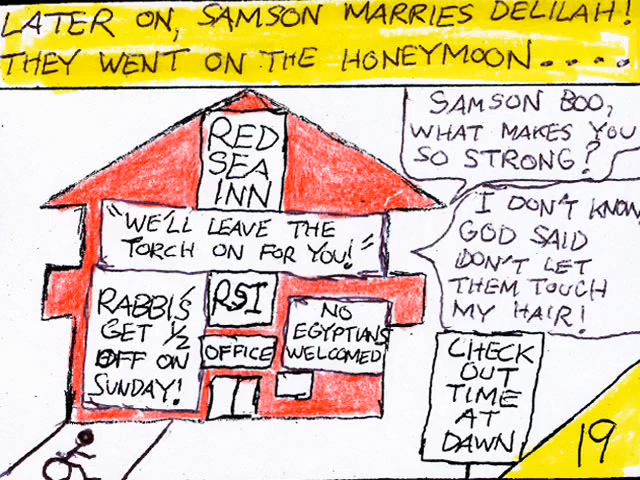 LATER ON, SAMSON MARRIES DELILAH!
THEY WENT ON THE HONEYMOON....
SAMSON BOO,
WHAT MAKES YOU
SO STRONG?
I DON'T KNOW,
GOD SAID
DON'T LET
THEM TOUCH
MY HAIR!
RED
SEA
INN
"WE'LL LEAVE THE
TORCH ON FOR YOU!"
RABBI'S
GET 1/2
OFF ON
SUNDAY!
RSI
OFFICE
NO
EGYPTIANS
WELCOMED
CHECK
OUT
TIME
AT
DAWN
19